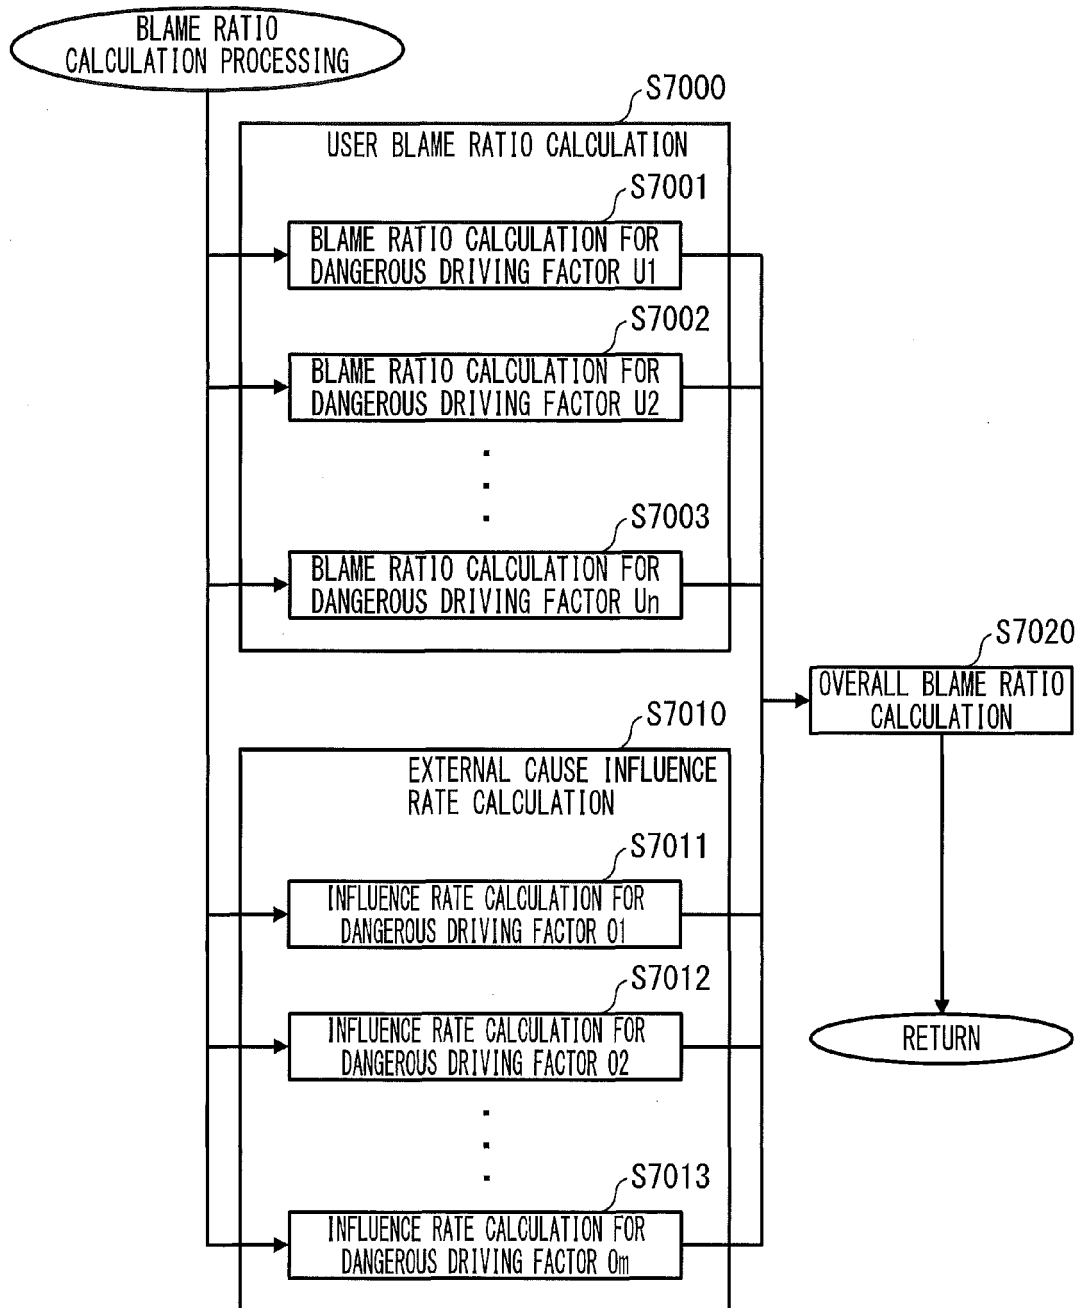 BLAME RATIO
CALCULATION PROCESSING
S7000
USER BLAME RATIO CALCULATION
S7001
BLAME RATIO CALCULATION FOR
DANGEROUS DRIVING FACTOR U1
S7002
BLAME RATIO CALCULATION FOR
DANGEROUS DRIVING FACTOR U2
S7003
BLAME RATIO CALCULATION FOR
DANGEROUS DRIVING FACTOR Un
S7010
EXTERNAL CAUSE INFLUENCE
RATE CALCULATION
S7011
INFLUENCE RATE CALCULATION FOR
DANGEROUS DRIVING FACTOR O1
S7012
INFLUENCE RATE CALCULATION FOR
DANGEROUS DRIVING FACTOR O2
S7013
INFLUENCE RATE CALCULATION FOR
DANGEROUS DRIVING FACTOR Om
S7020
OVERALL BLAME RATIO
CALCULATION
RETURN